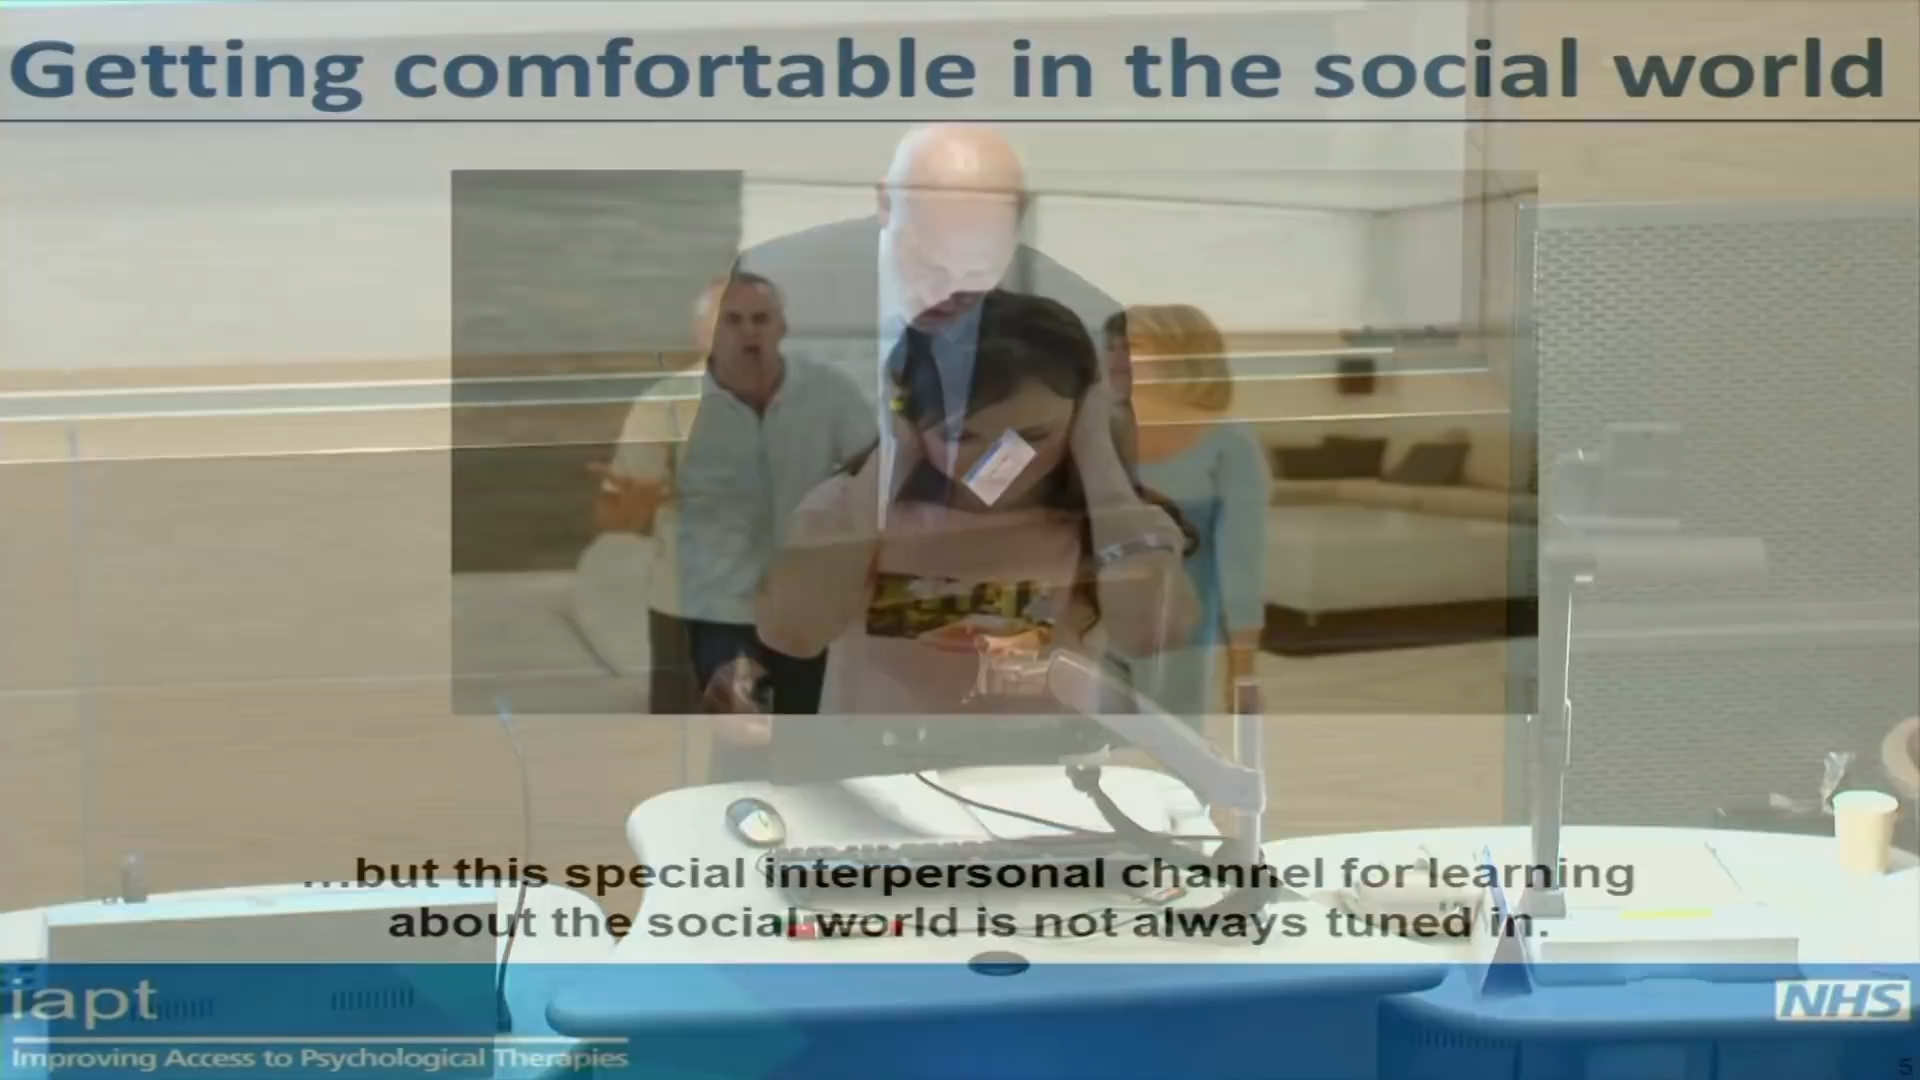 Getting comfortable in the social world
...but this special interpersonal channel for learning
about the social world is not always tuned in.
iapt
Improving Access to Psychological Therapies
NHS
5